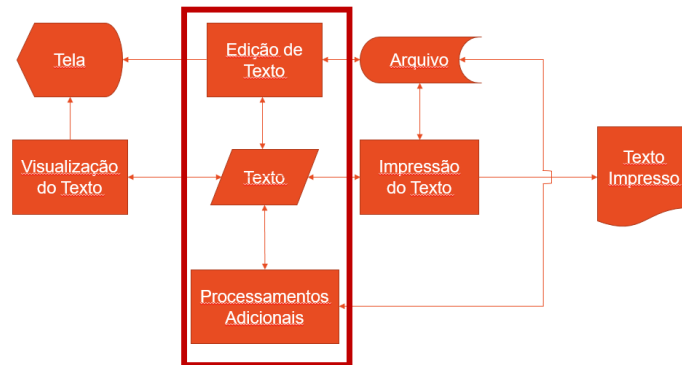 Tela
Edição de
Texto
Arquivo
Visualização
do Texto
Texto
Impressão
do Texto
Texto
Impresso
Processamentos
Adicionais